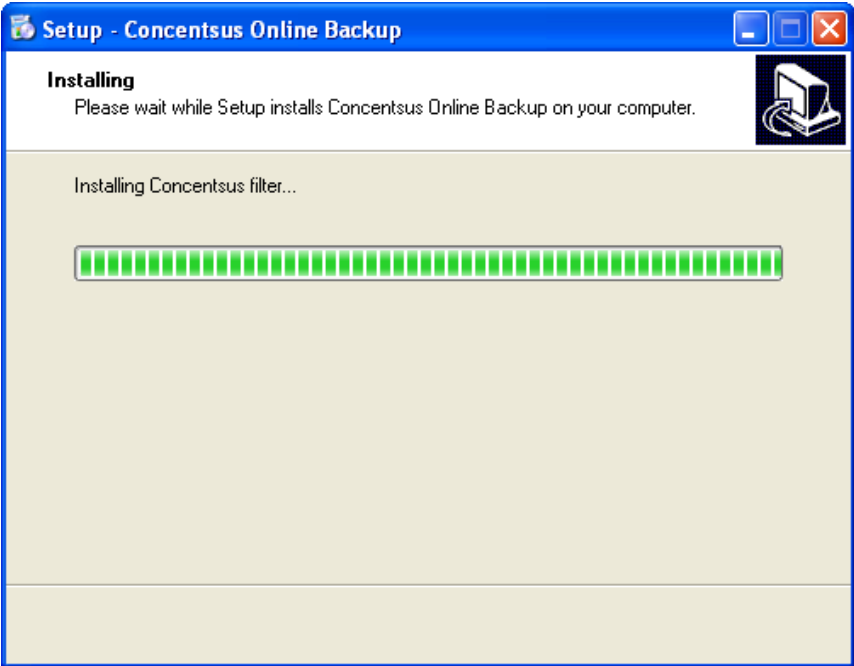 Setup - Concentsus Online Backup
Installing
Please wait while Setup installs Concentsus Online Backup on your computer.
Installing Concentsus filter...